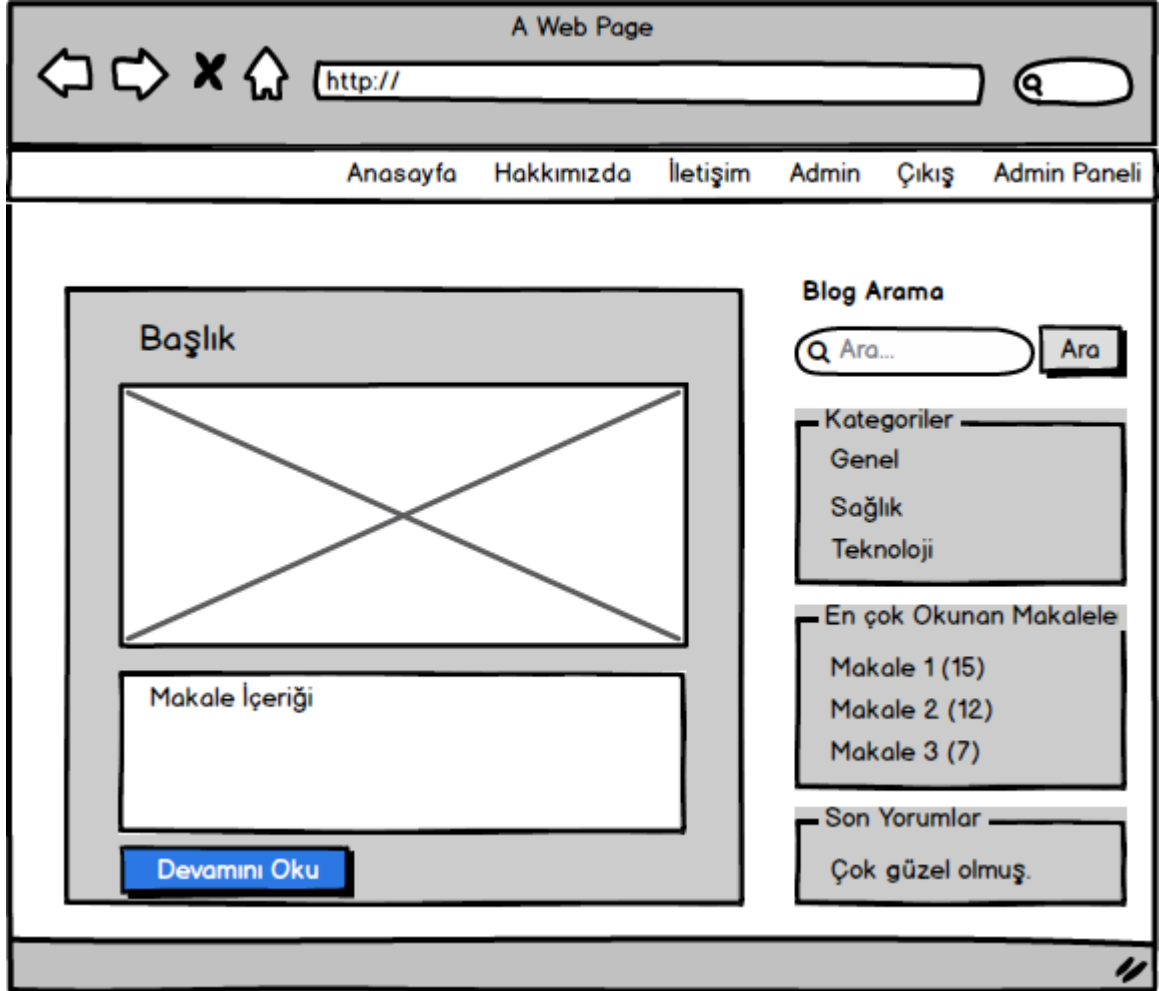 A Web Page
http://
Anasayfa Hakkımızda İletişim Admin Çıkış Admin Paneli
Başlık
Makale İçeriği
Devamını Oku
Blog Arama
Ara... Ara
Kategoriler
Genel
Sağlık
Teknoloji
En çok Okunan Makalele
Makale 1 (15)
Makale 2 (12)
Makale 3 (7)
Son Yorumlar
Çok güzel olmuş.